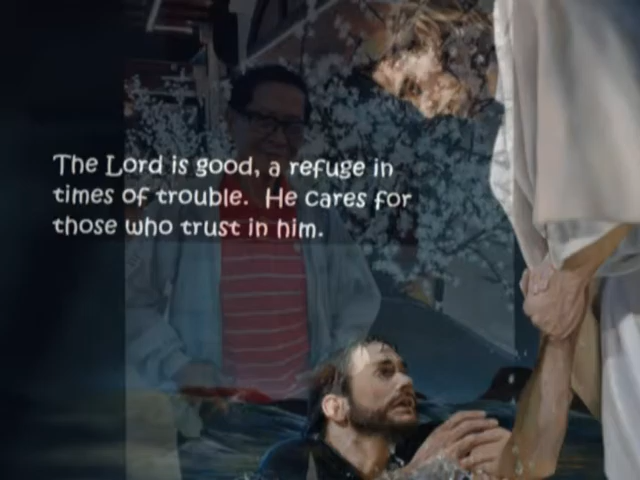 The Lord is good, a refuge in
times of trouble.  He cares for
those who trust in him.